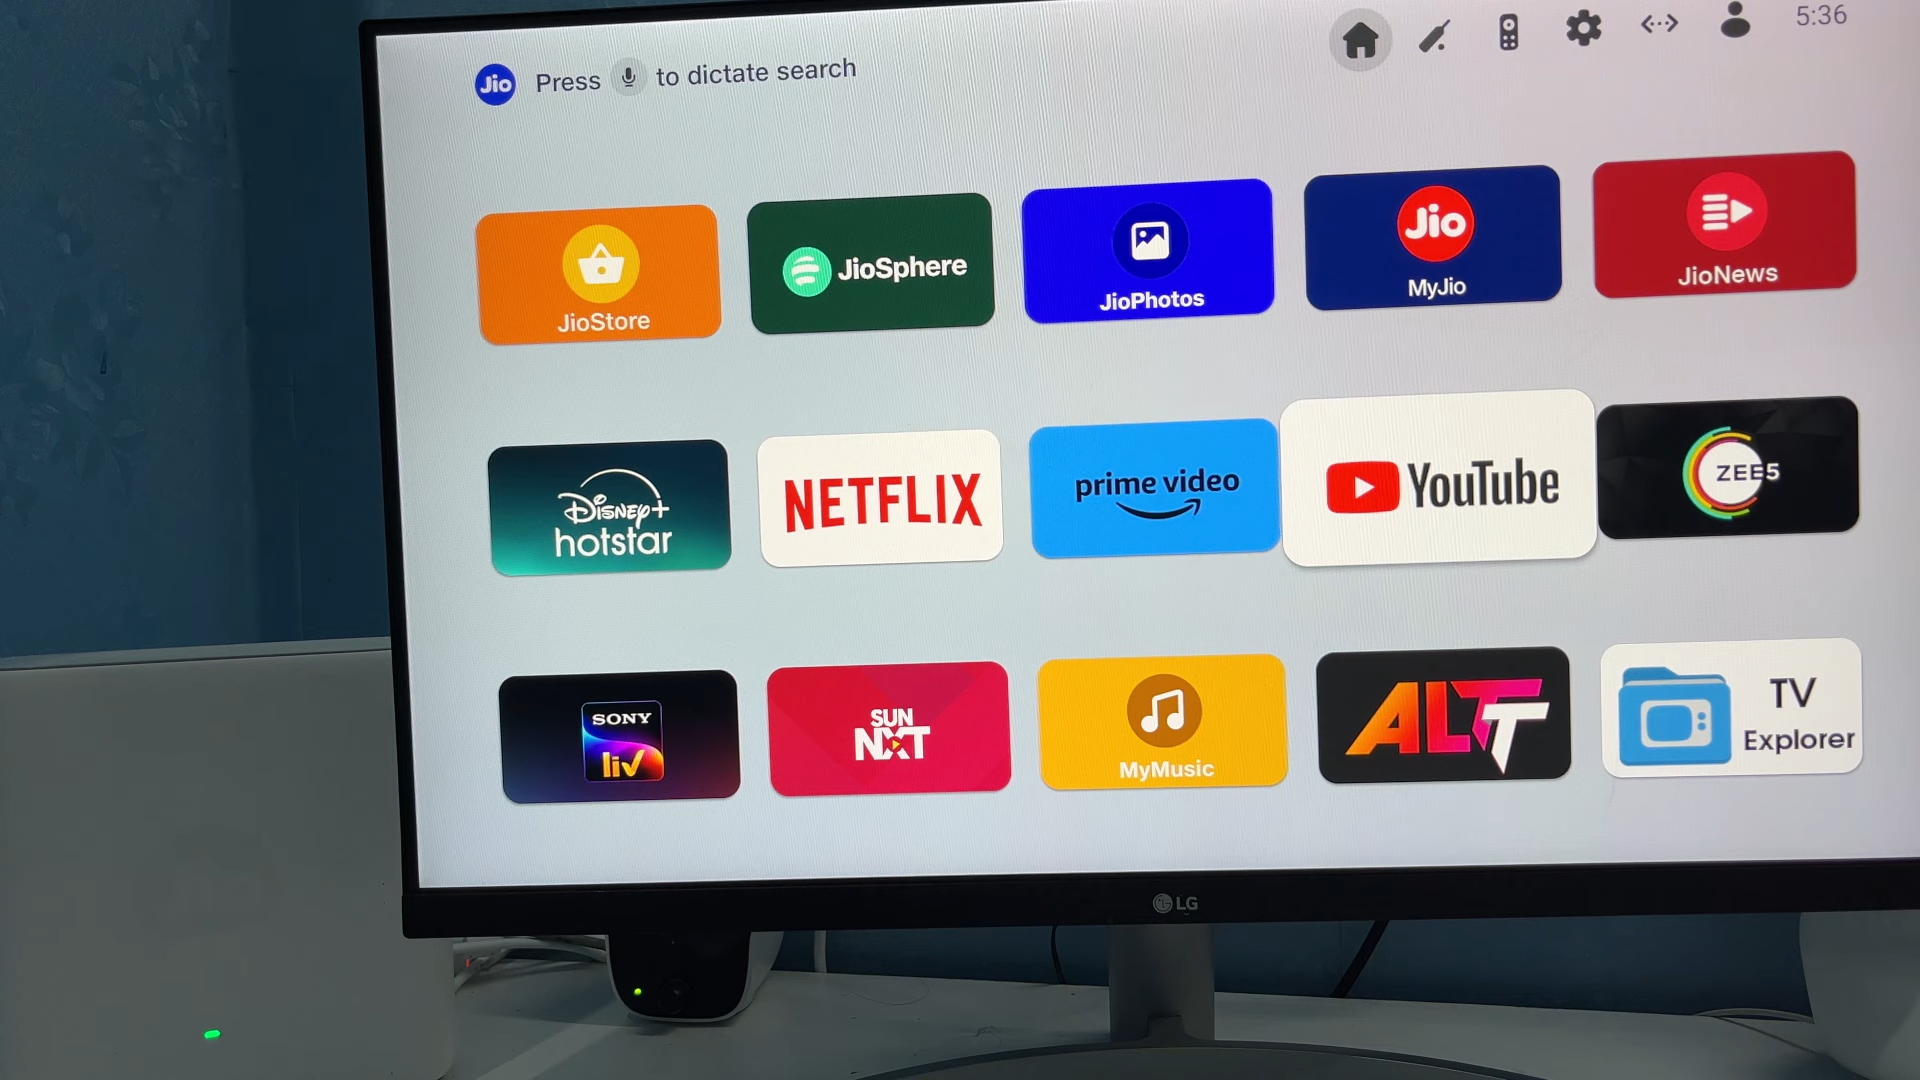 Jio Press to dictate search
5:36
JioStore
JioSphere
JioPhotos
Jio
MyJio
JioNews
Disney+
hotstar
NETFLIX
prime video
YouTube
ZEE5
SONY
liv
SUN
NXT
MyMusic
ALTT
TV
Explorer
LG